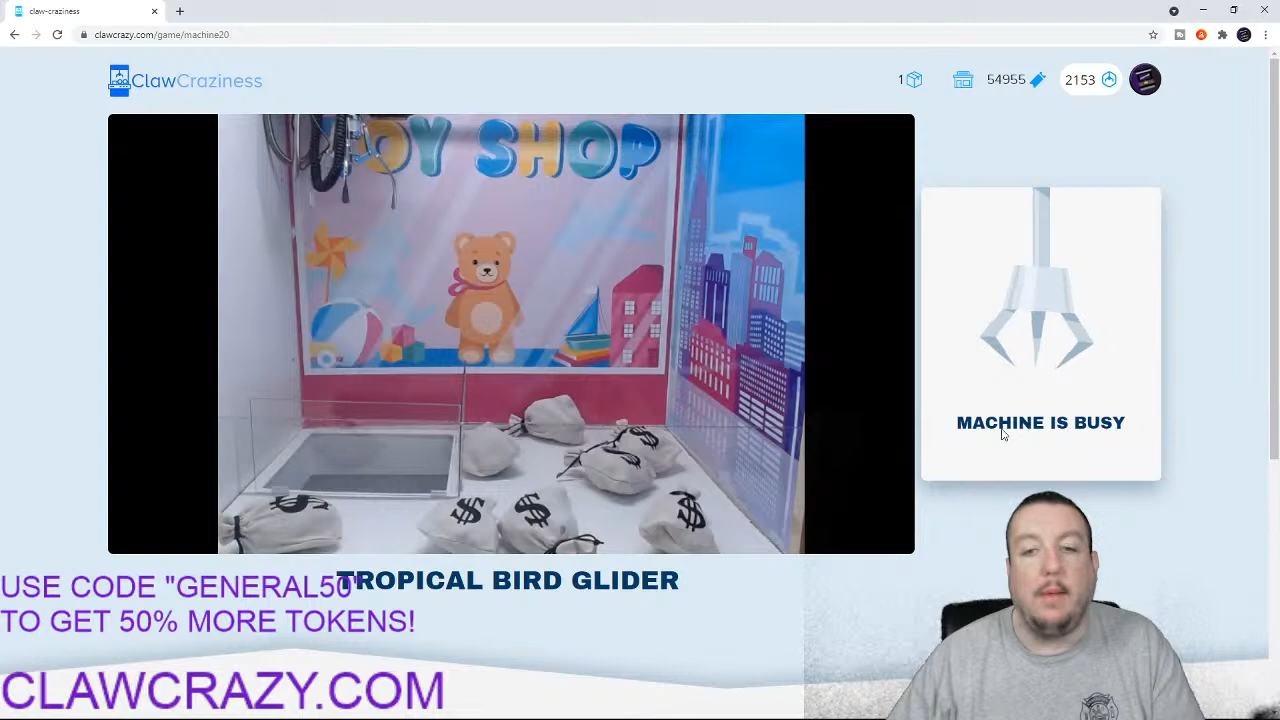 claw-craziness
clawcrazy.com/game/machine20
ClawCraziness
1
54955
2153
TOY SHOP
MACHINE IS BUSY
$
$
$
$
$
TROPICAL BIRD GLIDER
USE CODE "GENERAL50"
TO GET 50% MORE TOKENS!
CLAWCRAZY.COM